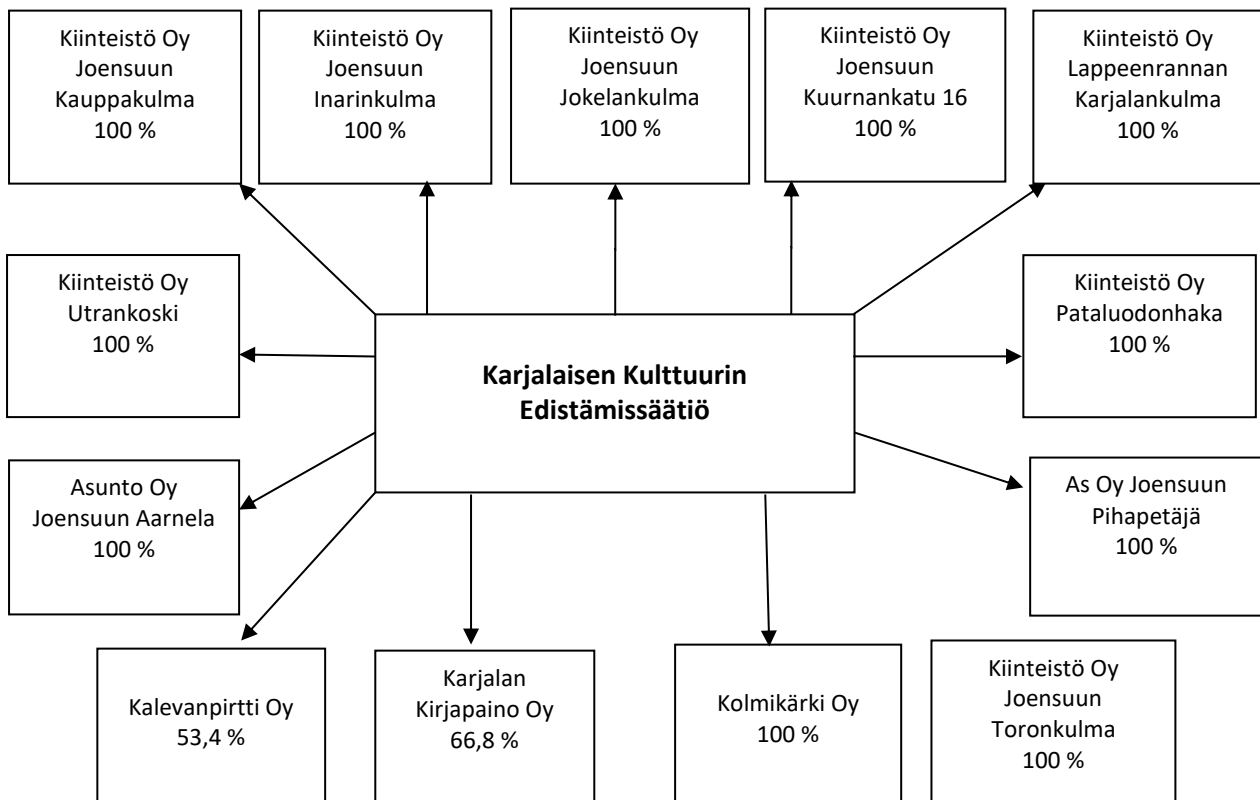 Kiinteistö Oy
Joensuun
Kauppakulma
100 %
Kiinteistö Oy
Joensuun
Inarinkulma
100 %
Kiinteistö Oy
Joensuun
Jokelankulma
100 %
Kiinteistö Oy
Joensuun
Kuurnankatu 16
100 %
Kiinteistö Oy
Lappeenrannan
Karjalankulma
100 %
Kiinteistö Oy
Utrankoski
100 %
Karjalaisen Kulttuurin
Edistämissäätiö
Kiinteistö Oy
Pataluodonhaka
100 %
Asunto Oy
Joensuun Aarnela
100 %
As Oy Joensuun
Pihapetäjä
100 %
Kalevanpirtti Oy
53,4 %
Karjalan
Kirjapaino Oy
66,8 %
Kolmikärki Oy
100 %
Kiinteistö Oy
Joensuun
Toronkulma
100 %